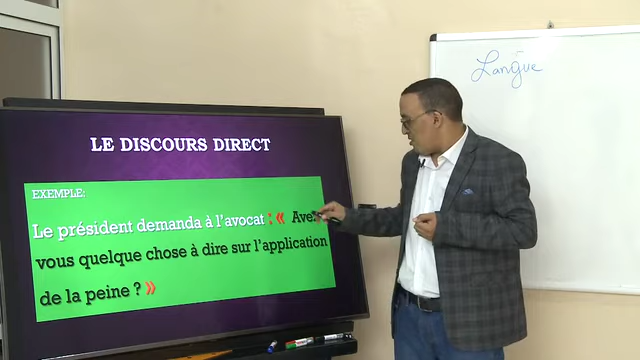 Langue
LE DISCOURS DIRECT
EXEMPLE:
Le président demanda à l'avocat : « Avez
vous quelque chose à dire sur l'application
de la peine ? »